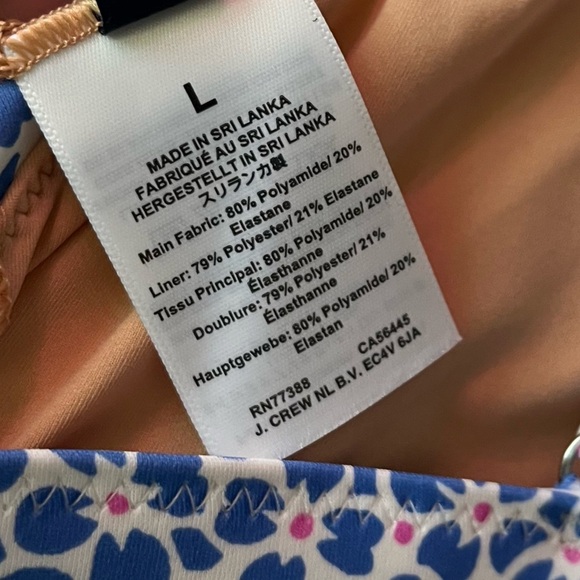 L
MADE IN SRI LANKA
FABRIQUÉ AU SRI LANKA
HERGESTELLT IN SRI LANKA
スリランカ製
Main Fabric: 80% Polyamide/ 20%
Elastane
Liner: 79% Polyester/ 21% Elastane
Tissu Principal: 80% Polyamide/ 20%
Élasthanne
Doublure: 79% Polyester/ 21%
Élasthanne
Hauptgewebe: 80% Polyamide/ 20%
Elastan
RN77388 CA56445
J. CREW NL B.V. EC4V 6JA